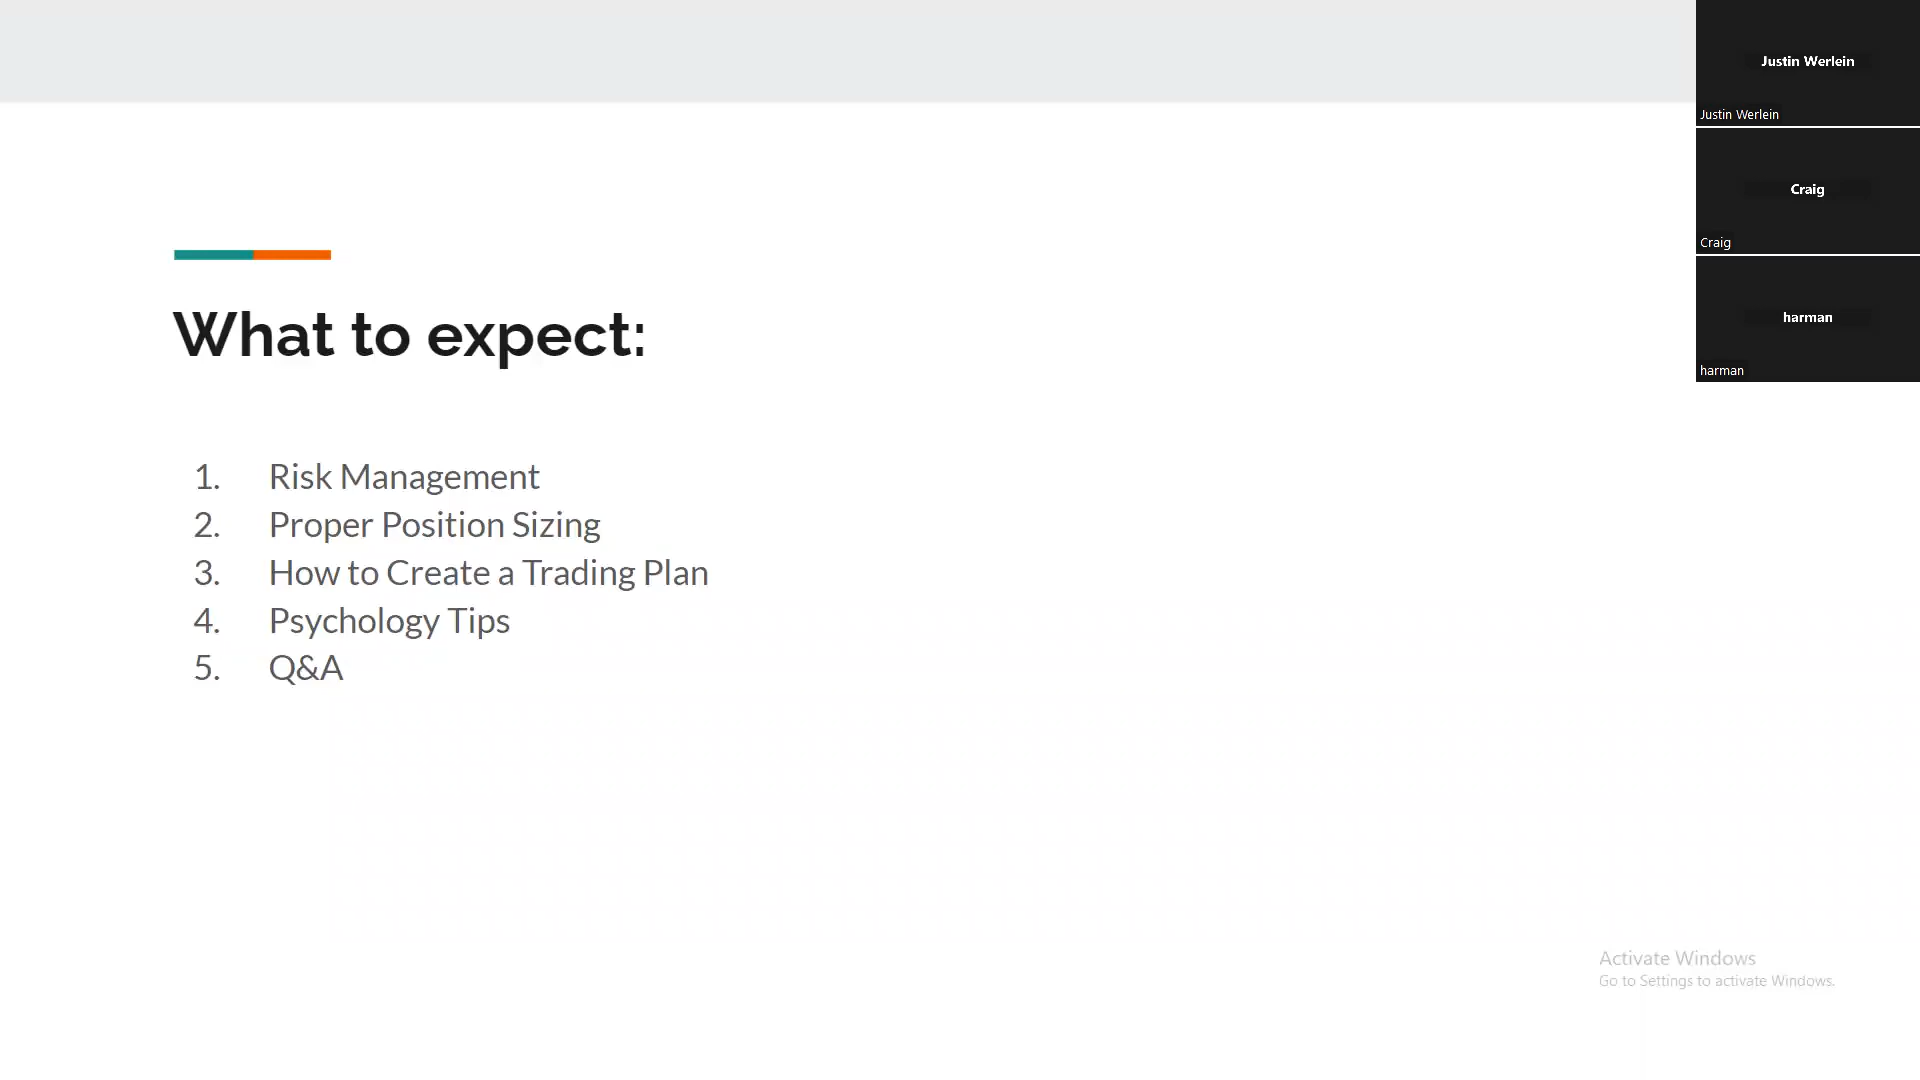 Justin Werlein
Justin Werlein
Craig
Craig
harman
harman
What to expect:
1. Risk Management
2. Proper Position Sizing
3. How to Create a Trading Plan
4. Psychology Tips
5. Q&A
Activate Windows
Go to Settings to activate Windows.